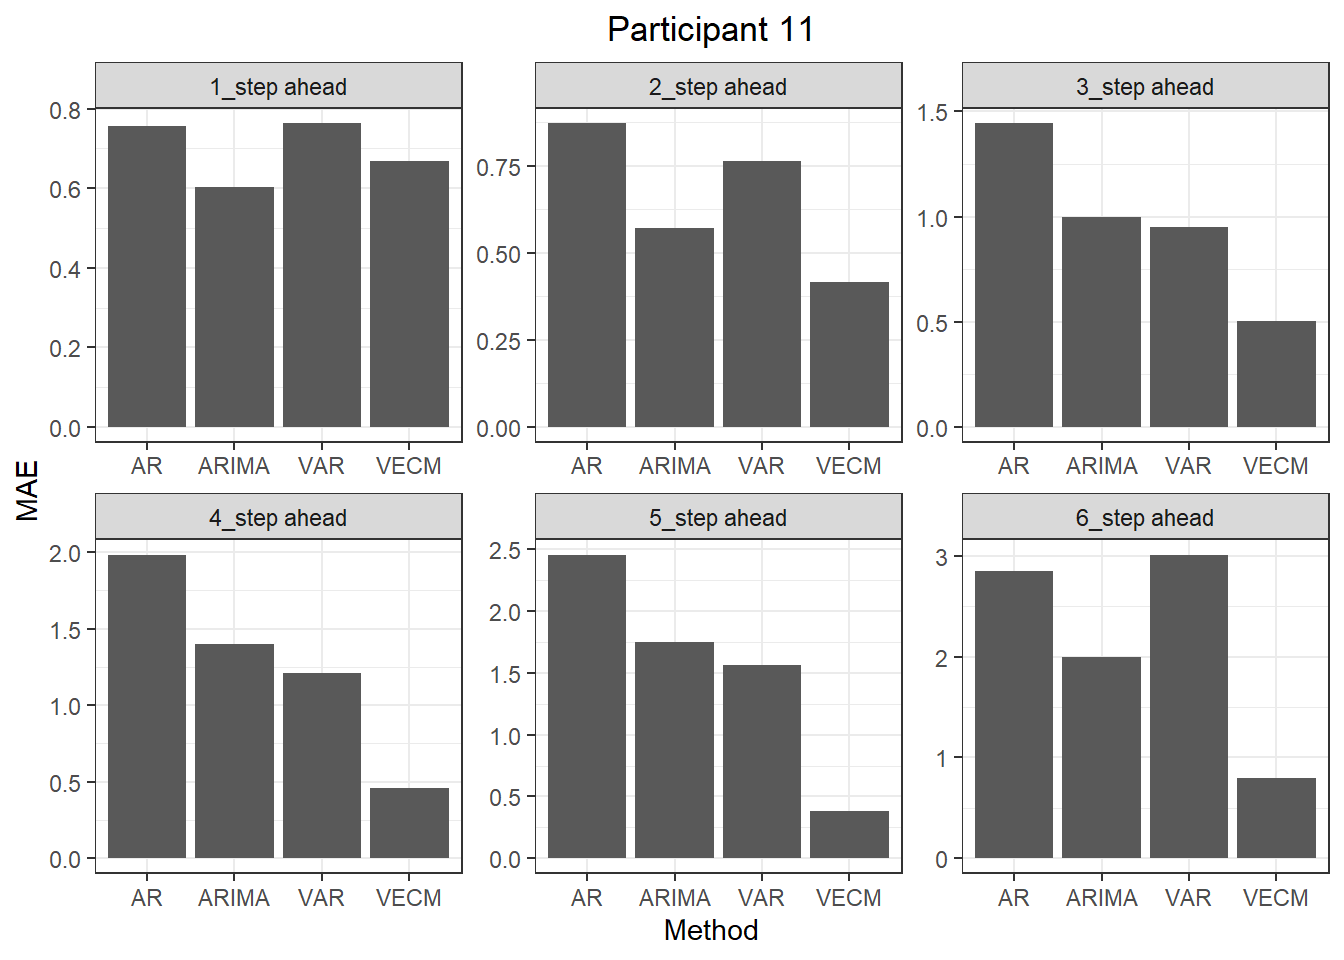 Participant 11
1_step ahead
2_step ahead
3_step ahead
0.8
0.6
0.4
0.2
0.0
0.75
0.50
0.25
0.00
1.5
1.0
0.5
0.0
AR ARIMA VAR VECM
AR ARIMA VAR VECM
AR ARIMA VAR VECM
MAE
4_step ahead
5_step ahead
6_step ahead
2.0
1.5
1.0
0.5
0.0
2.5
2.0
1.5
1.0
0.5
0.0
3
2
1
0
AR ARIMA VAR VECM
AR ARIMA VAR VECM
AR ARIMA VAR VECM
Method